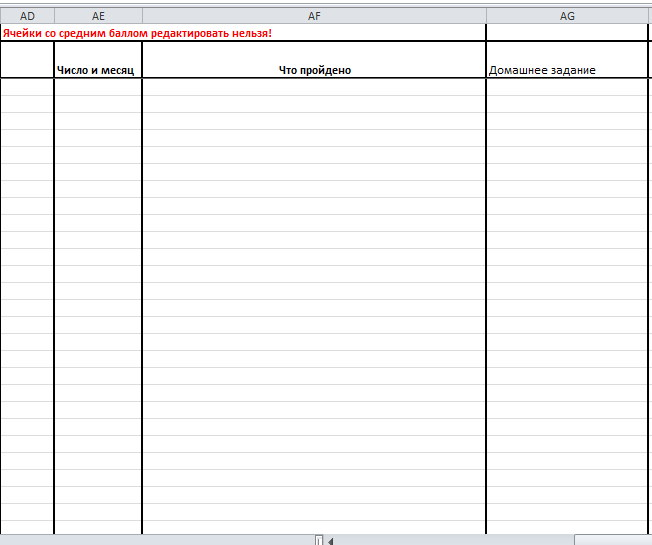 AD AE AF AG
Ячейки со средним баллом редактировать нельзя!
Число и месяц Что пройдено Домашнее задание